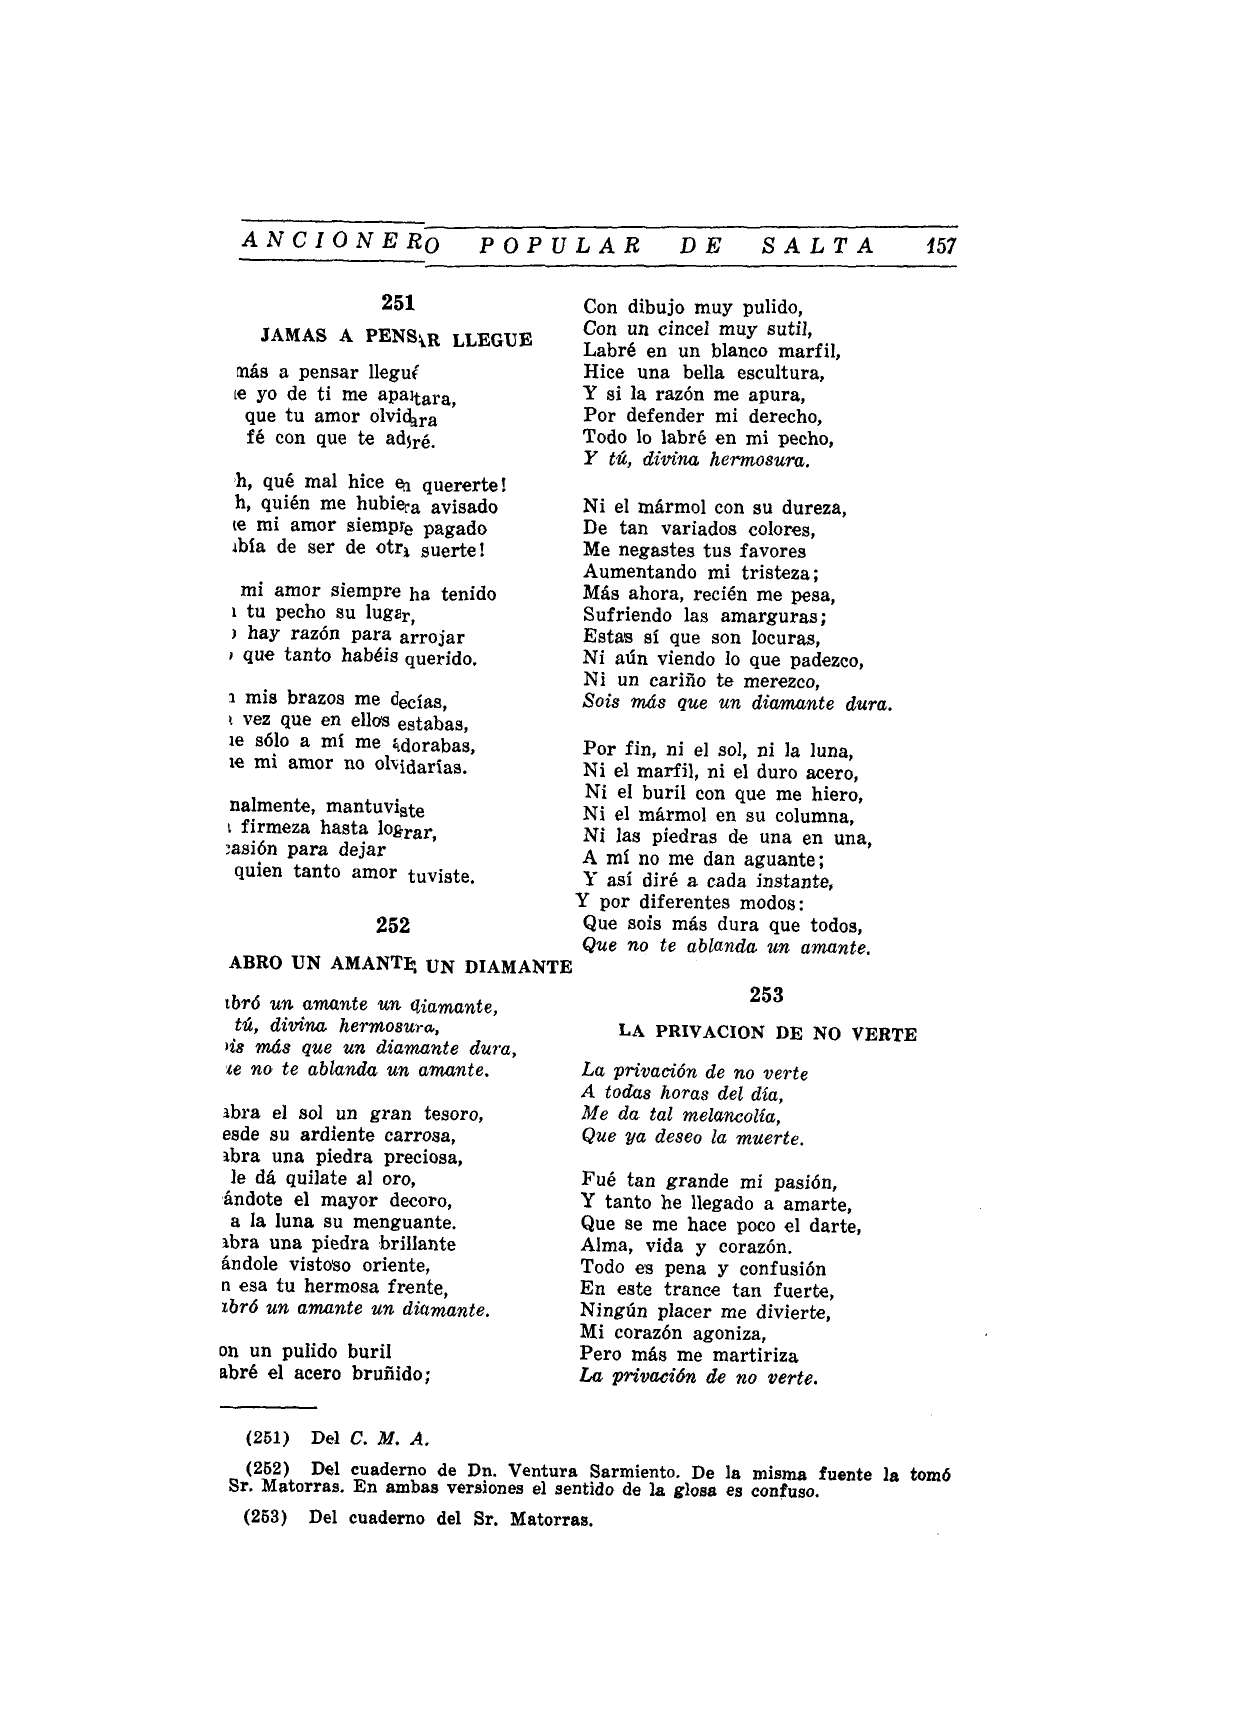 ANCIONERO POPULAR DE SALTA 157
251
JAMAS A PENSAR LLEGUE
más a pensar llegué
e yo de ti me apartara,
que tu amor olvidara
fé con que te adoré.
h, qué mal hice en quererte!
h, quién me hubiera avisado
e mi amor siempre pagado
bía de ser de otra suerte!
mi amor siempre ha tenido
tu pecho su lugar,
hay razón para arrojar
que tanto habéis querido.
mis brazos me decías,
vez que en ellos estabas,
e sólo a mí me adorabas,
e mi amor no olvidarías.
nalmente, mantuviste
firmeza hasta lograr,
casión para dejar
quien tanto amor tuviste.
252
ABRO UN AMANTE UN DIAMANTE
bró un amante un diamante,
tú, divina hermosura,
is más que un diamante dura,
ue no te ablanda un amante.
abra el sol un gran tesoro,
esde su ardiente carrosa,
abra una piedra preciosa,
le dá quilate al oro,
ándote el mayor decoro,
a la luna su menguante.
abra una piedra brillante
ándole vistoso oriente,
n esa tu hermosa frente,
bró un amante un diamante.
on un pulido buril
abré el acero bruñido;
Con dibujo muy pulido,
Con un cincel muy sutil,
Labré en un blanco marfil,
Hice una bella escultura,
Y si la razón me apura,
Por defender mi derecho,
Todo lo labré en mi pecho,
Y tú, divina hermosura.
Ni el mármol con su dureza,
De tan variados colores,
Me negastes tus favores
Aumentando mi tristeza;
Más ahora, recién me pesa,
Sufriendo las amarguras;
Estas sí que son locuras,
Ni aún viendo lo que padezco,
Ni un cariño te merezco,
Sois más que un diamante dura.
Por fin, ni el sol, ni la luna,
Ni el marfil, ni el duro acero,
Ni el buril con que me hiero,
Ni el mármol en su columna,
Ni las piedras de una en una,
A mí no me dan aguante;
Y así diré a cada instante,
Y por diferentes modos:
Que sois más dura que todos,
Que no te ablanda un amante.
253
LA PRIVACION DE NO VERTE
La privación de no verte
A todas horas del día,
Me da tal melancolía,
Que ya deseo la muerte.
Fué tan grande mi pasión,
Y tanto he llegado a amarte,
Que se me hace poco el darte,
Alma, vida y corazón.
Todo es pena y confusión
En este trance tan fuerte,
Ningún placer me divierte,
Mi corazón agoniza,
Pero más me martiriza
La privación de no verte.
(251) Del C. M. A.
(252) Del cuaderno de Dn. Ventura Sarmiento. De la misma fuente la tomó
Sr. Matorras. En ambas versiones el sentido de la glosa es confuso.
(253) Del cuaderno del Sr. Matorras.